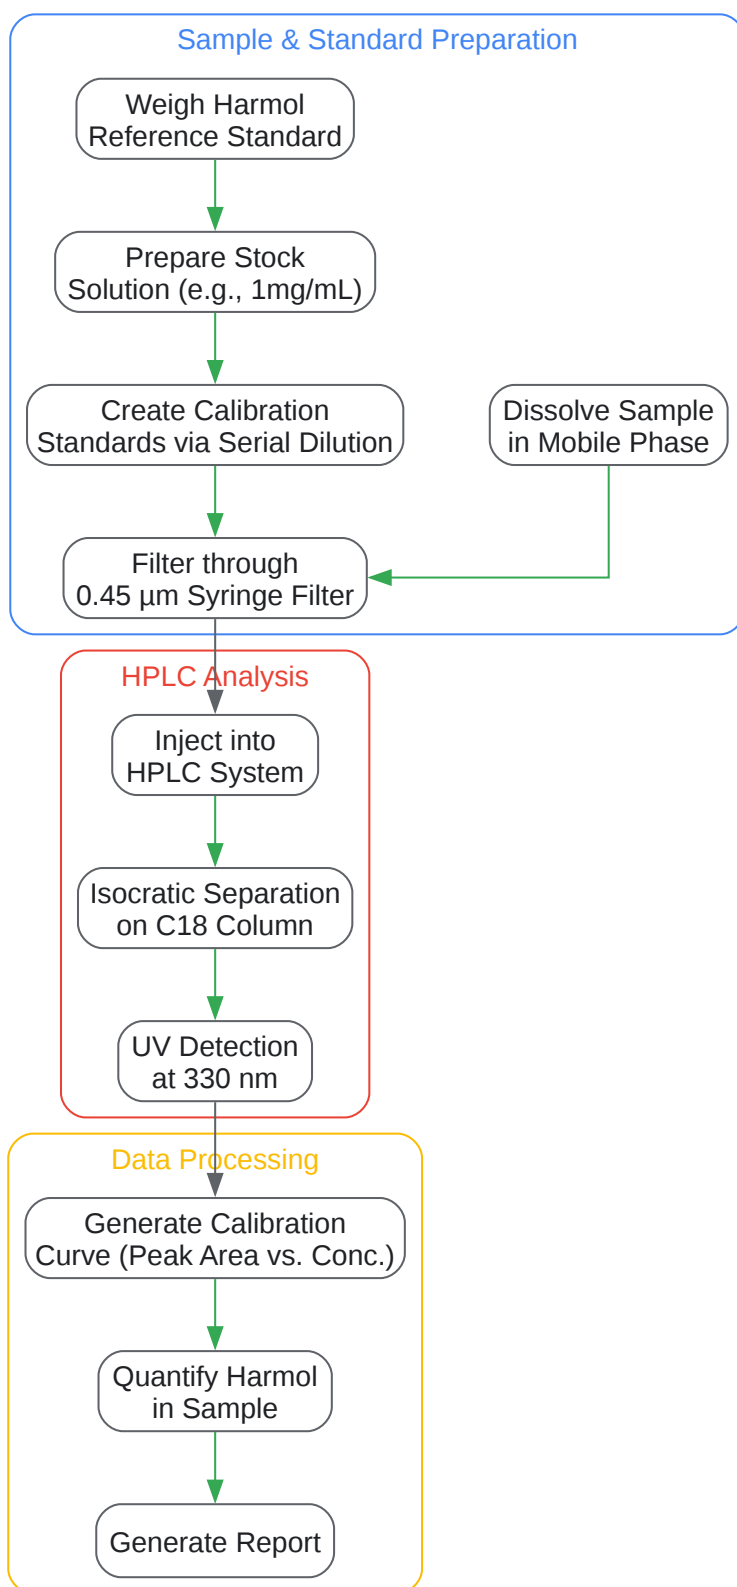 Sample & Standard Preparation
Weigh Harmol
Reference Standard
Prepare Stock
Solution (e.g., 1mg/mL)
Create Calibration
Standards via Serial Dilution
Dissolve Sample
in Mobile Phase
Filter through
0.45 µm Syringe Filter
HPLC Analysis
Inject into
HPLC System
Isocratic Separation
on C18 Column
UV Detection
at 330 nm
Data Processing
Generate Calibration
Curve (Peak Area vs. Conc.)
Quantify Harmol
in Sample
Generate Report